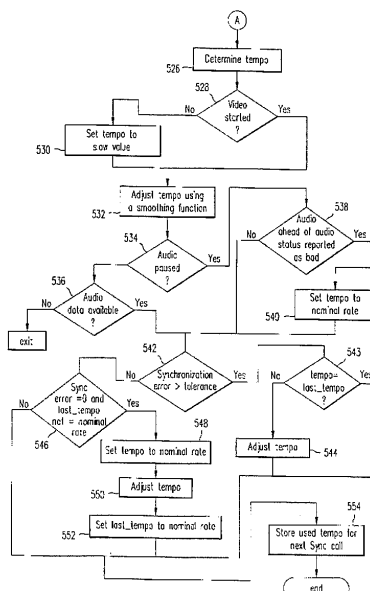 A
Determine tempo
526
528
Video
started
?
No
Yes
Set tempo to
slow value
530
Adjust tempo using
a smoothing function
532
534
Audio
paused
?
No
Yes
538
Audio
ahead of audio
status reported
as bad
Yes
No
536
Audio
data available
?
No
Yes
exit
Set tempo to
nominal rate
540
542
Synchronization
error > tolerance
No
Yes
543
tempo=
last_tempo
?
No
Yes
Sync
error =0 and
last_tempo
not = nominal
rate
No
Yes
546
548
Set tempo to nominal rate
Adjust tempo
544
550
Adjust tempo
552
Set last_tempo to nominal rate
554
Store used tempo for
next Sync call
end